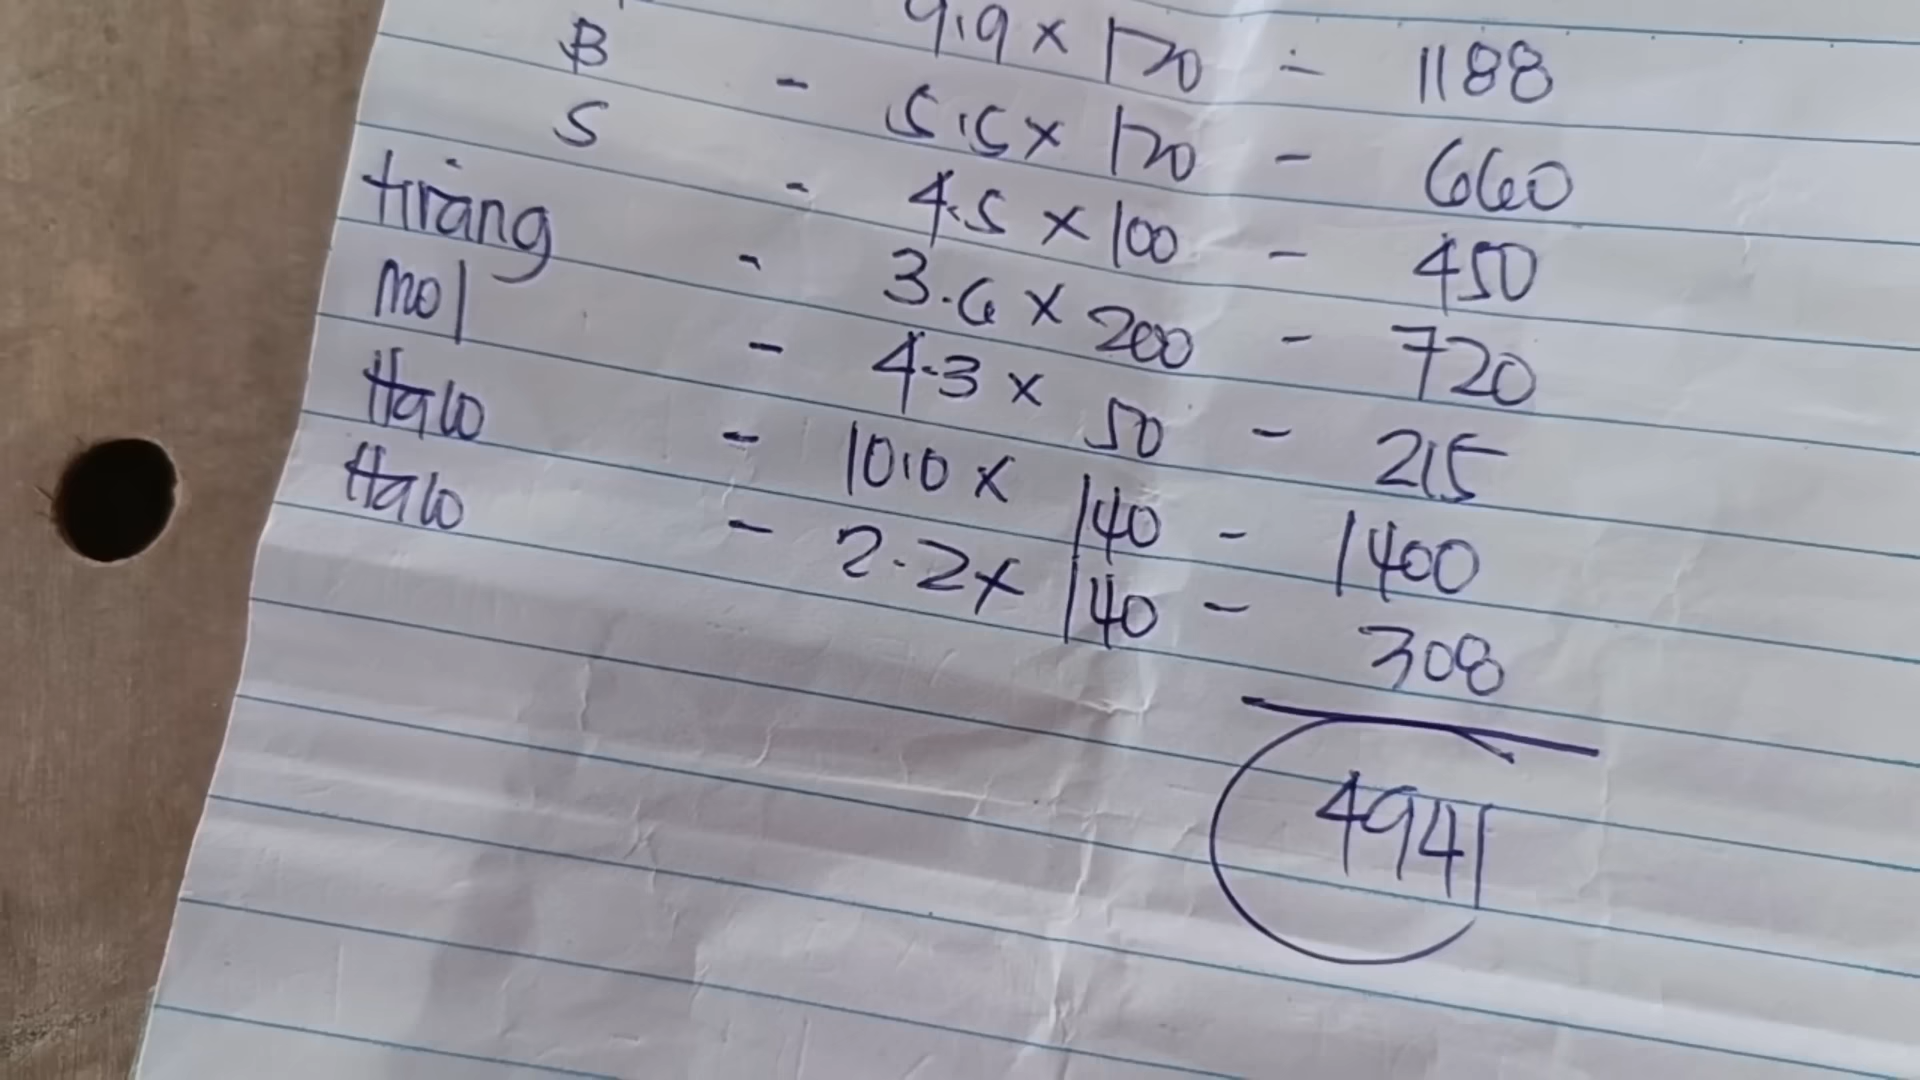 9.9 x 120 - 1188
B - 5.5 x 120 - 660
S - 4.5 x 100 - 450
tirang - 3.6 x 200 - 720
mol - 4.3 x 50 - 215
Halo - 10.0 x 140 - 1400
Halo - 2.2 x 140 - 308
4941